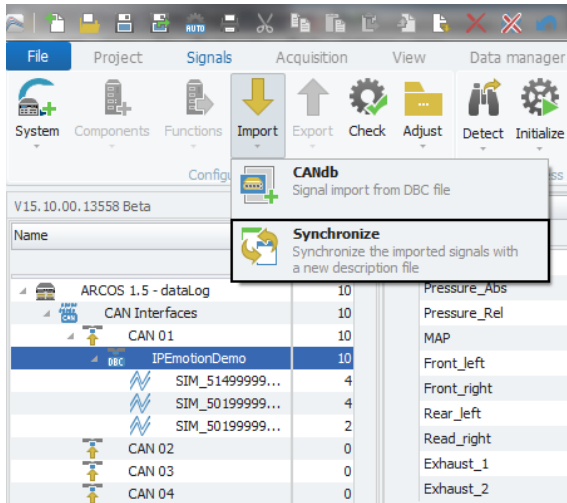 AUTO
File Project Signals Acquisition View Data manager
System Components Functions Import Export Check Adjust Detect Initialize
Configu
CANdb
Signal import from DBC file
V15.10.00.13558 Beta
Name
Synchronize
Synchronize the imported signals with
a new description file
ARCOS 1.5 - dataLog 10 Pressure_Abs
CAN Interfaces 10 Pressure_Rel
CAN 01 10 MAP
DBC IPEmotionDemo 10 Front_left
SIM_51499999... 4 Front_right
SIM_50199999... 4 Rear_left
SIM_50199999... 2 Read_right
CAN 02 0
CAN 03 0 Exhaust_1
CAN 04 0 Exhaust_2